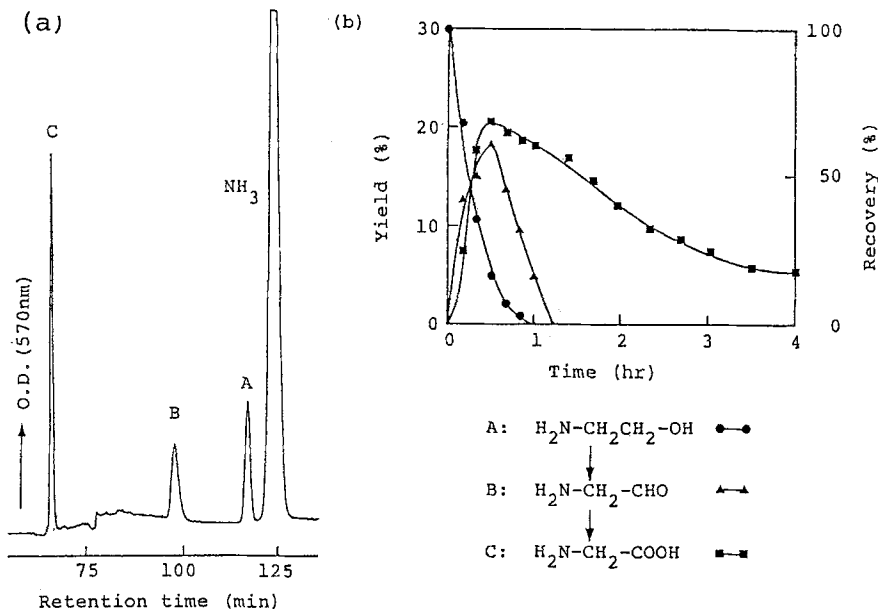 (a)
C
NH3
B
A
O.D. (570nm)
75 100 125
Retention time (min)
(b)
30
20
10
0
Yield (%)
100
50
0
Recovery (%)
0 1 2 3 4
Time (hr)
A: H2N-CH2CH2-OH
B: H2N-CH2-CHO
C: H2N-CH2-COOH